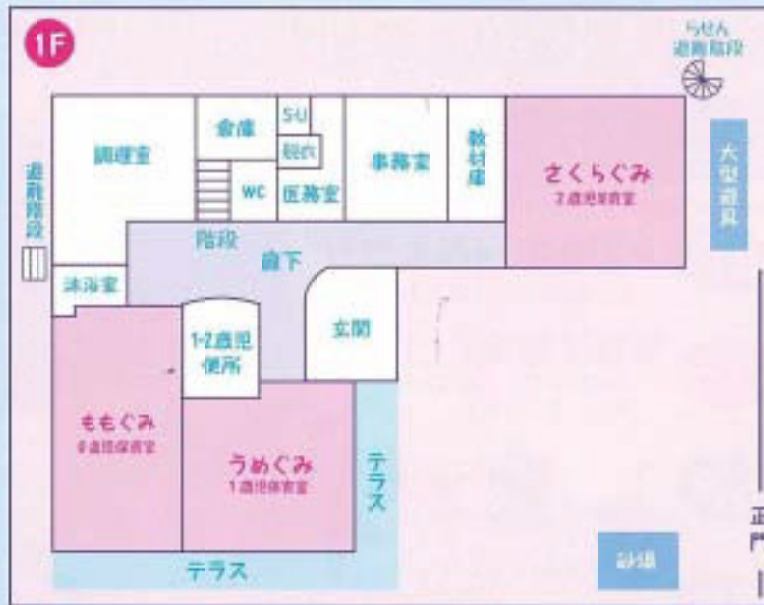 1F
らせん
避難階段
調理室
倉庫
S・U
脱衣
WC
医務室
事務室
教材庫
さくらぐみ
2歳児保育室
大型遊具
避難階段
階段
廊下
沐浴室
1・2歳児
便所
玄関
ももぐみ
0歳児保育室
うめぐみ
1歳児保育室
テラス
テラス
砂場
正門